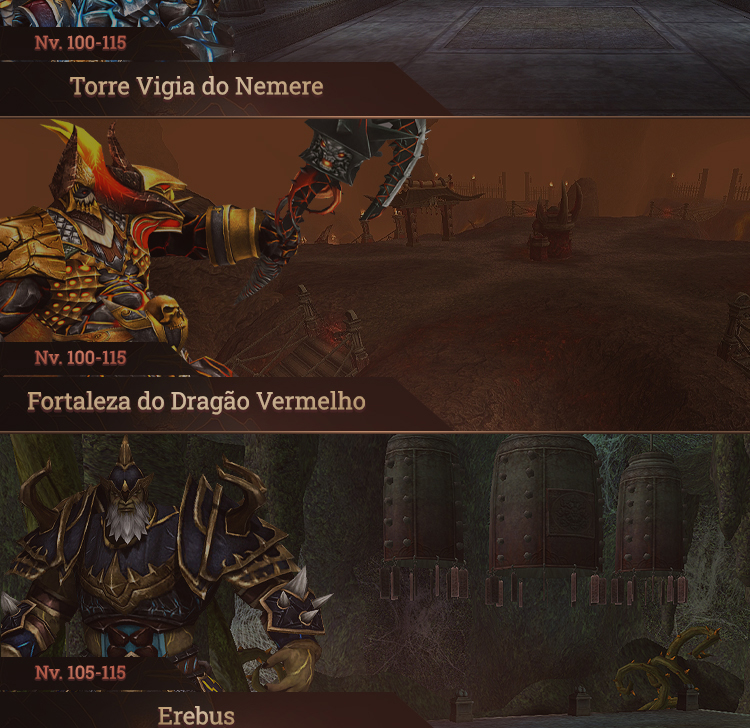 Nv. 100-115
Torre Vigia do Nemere
Nv. 100-115
Fortaleza do Dragão Vermelho
Nv. 105-115
Erebus